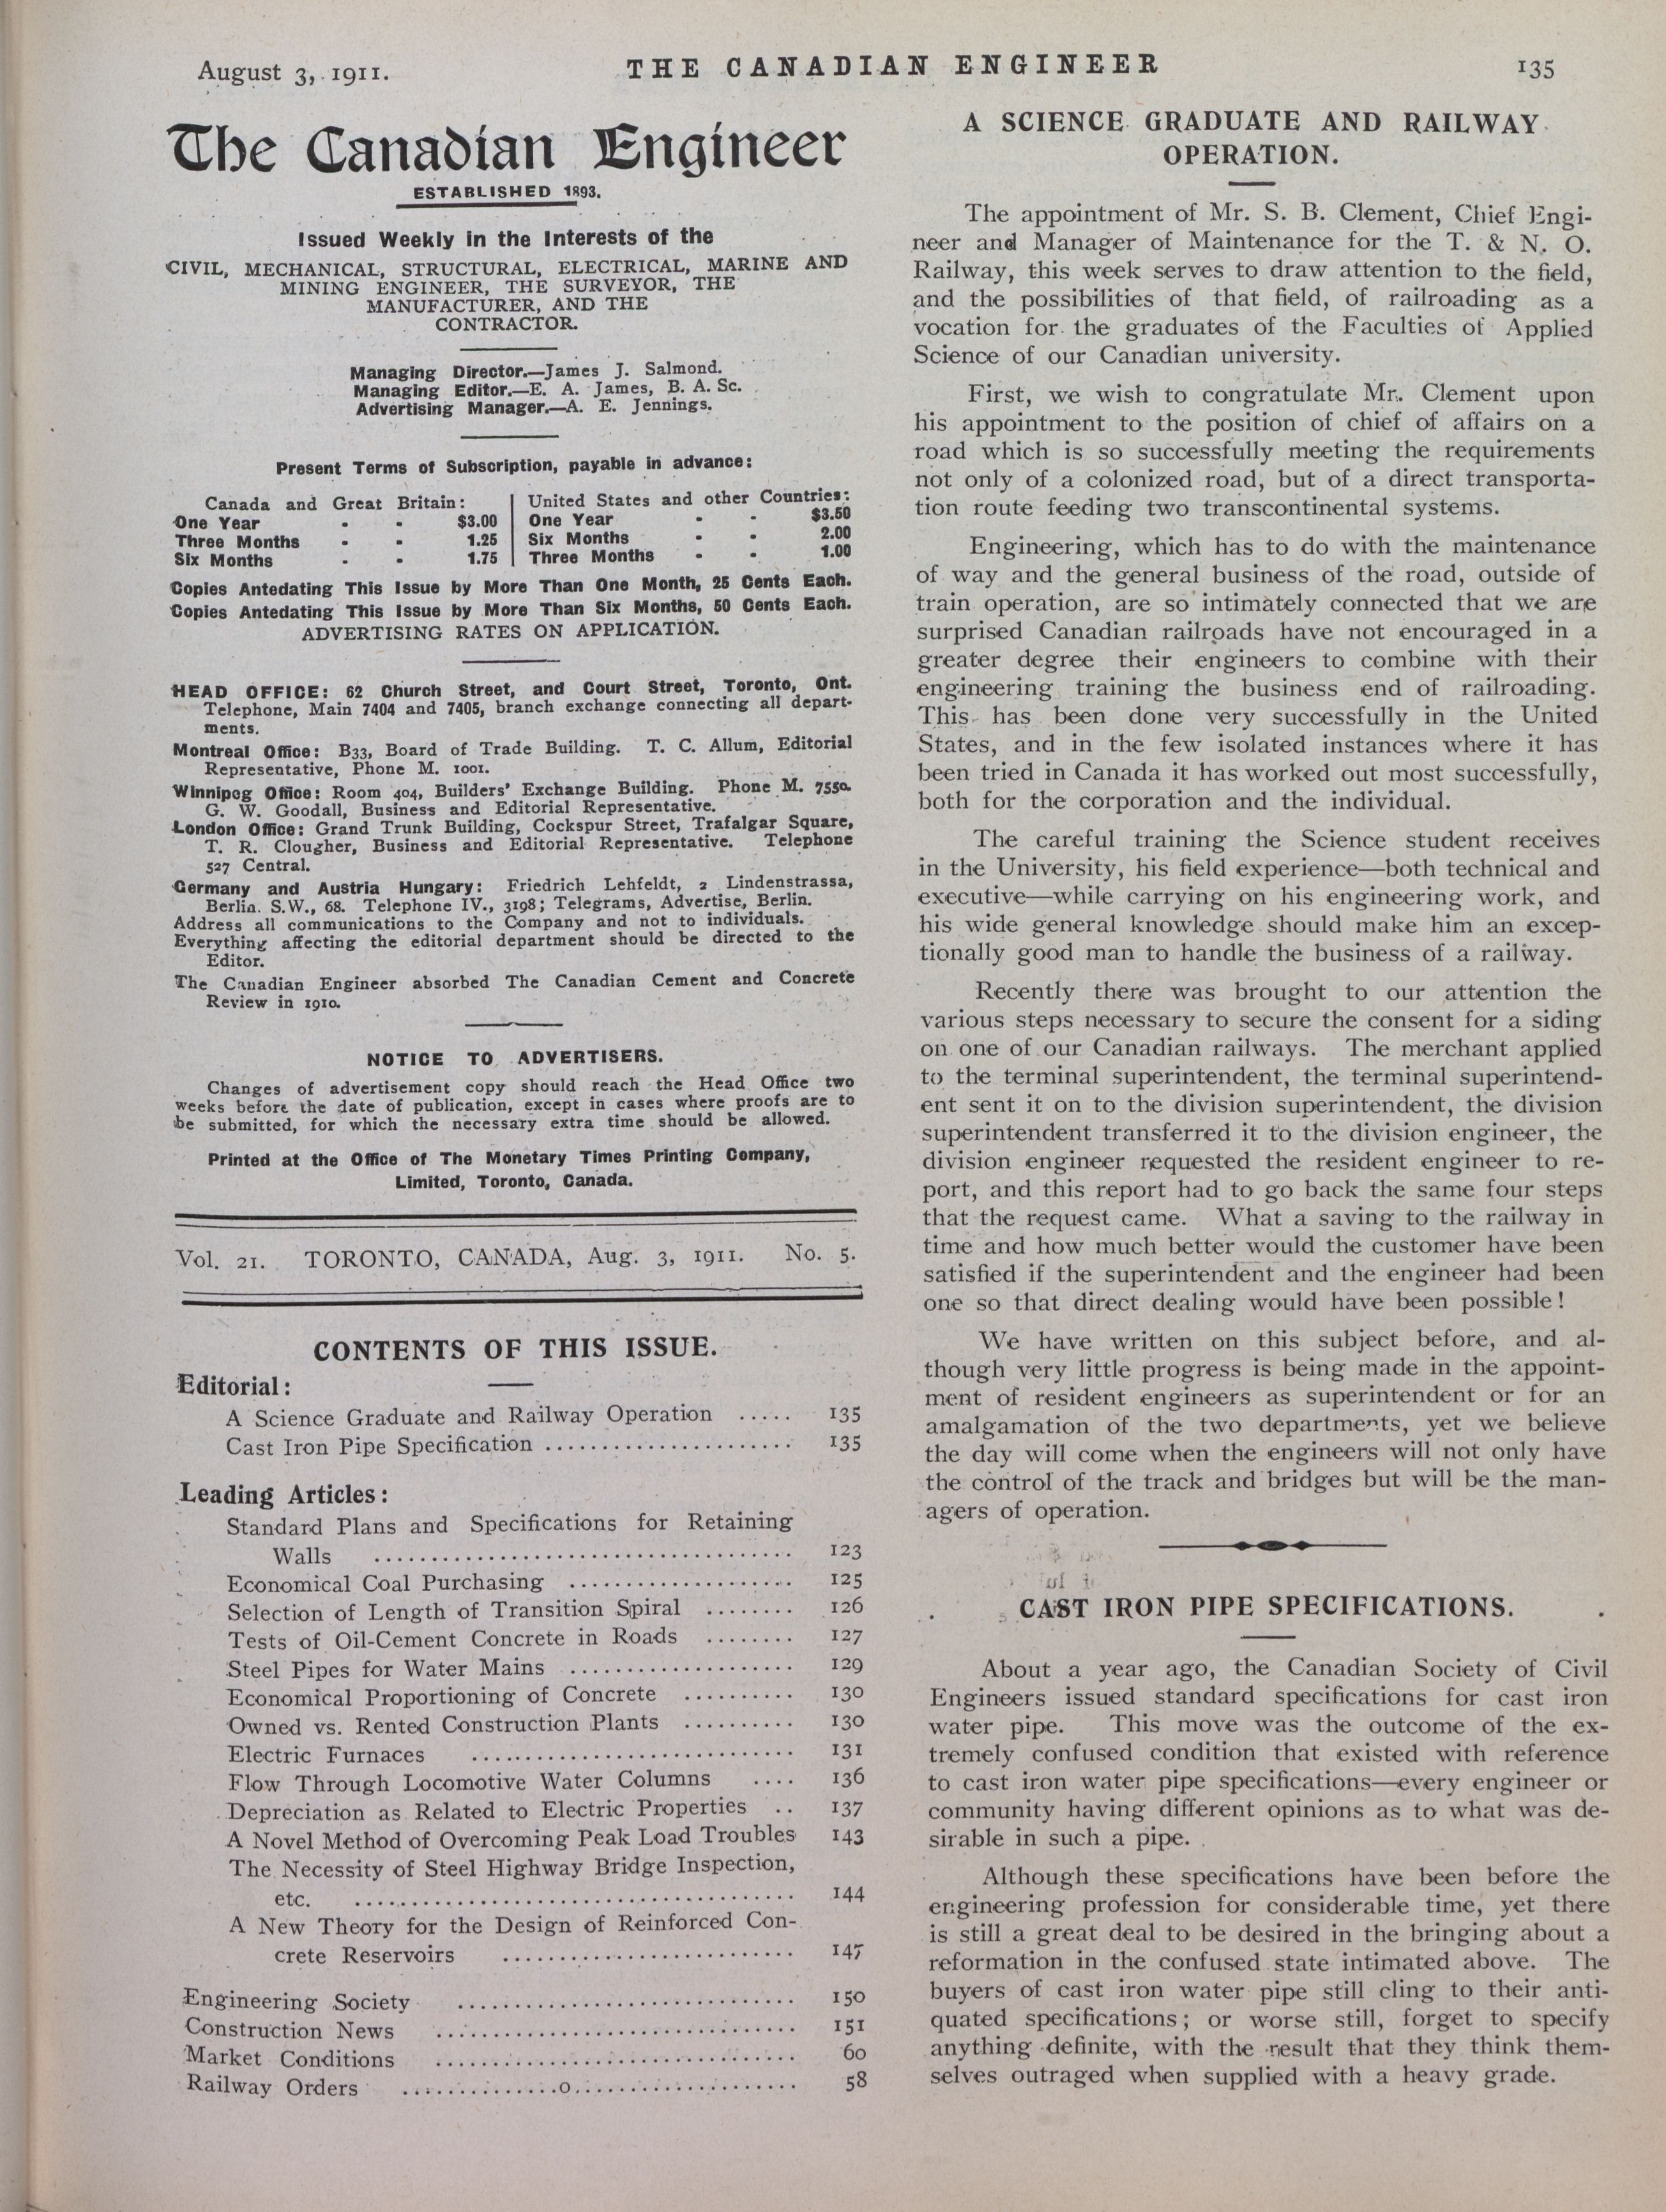 August 3, 1911.
THE CANADIAN ENGINEER
135
The Canadian Engineer
ESTABLISHED 1893.
Issued Weekly in the Interests of the
CIVIL, MECHANICAL, STRUCTURAL, ELECTRICAL, MARINE AND
MINING ENGINEER, THE SURVEYOR, THE
MANUFACTURER, AND THE
CONTRACTOR.
Managing Director.—James J. Salmond.
Managing Editor.—E. A. James, B. A. Sc.
Advertising Manager.—A. E. Jennings.
Present Terms of Subscription, payable in advance:
Canada and Great Britain:
One Year - - $3.00
Three Months - - 1.25
Six Months - - 1.75
United States and other Countries:
One Year - - $3.50
Six Months - - 2.00
Three Months - - 1.00
Copies Antedating This Issue by More Than One Month, 25 Cents Each.
Copies Antedating This Issue by More Than Six Months, 50 Cents Each.
ADVERTISING RATES ON APPLICATION.
HEAD OFFICE: 62 Church Street, and Court Street, Toronto, Ont.
Telephone, Main 7404 and 7405, branch exchange connecting all depart-
ments.
Montreal Office: B33, Board of Trade Building. T. C. Allum, Editorial
Representative, Phone M. 1001.
Winnipeg Office: Room 404, Builders' Exchange Building. Phone M. 7550.
G. W. Goodall, Business and Editorial Representative.
London Office: Grand Trunk Building, Cockspur Street, Trafalgar Square,
T. R. Clougher, Business and Editorial Representative. Telephone
527 Central.
Germany and Austria Hungary: Friedrich Lehfeldt, 2 Lindenstrassa,
Berlin. S.W., 68. Telephone IV., 3198; Telegrams, Advertise, Berlin.
Address all communications to the Company and not to individuals.
Everything affecting the editorial department should be directed to the
Editor.
The Canadian Engineer absorbed The Canadian Cement and Concrete
Review in 1910.
NOTICE TO ADVERTISERS.
Changes of advertisement copy should reach the Head Office two
weeks before the date of publication, except in cases where proofs are to
be submitted, for which the necessary extra time should be allowed.
Printed at the Office of The Monetary Times Printing Company,
Limited, Toronto, Canada.
Vol. 21. TORONTO, CANADA, Aug. 3, 1911. No. 5.
CONTENTS OF THIS ISSUE.
Editorial:
A Science Graduate and Railway Operation ..... 135
Cast Iron Pipe Specification ...................... 135
Leading Articles:
Standard Plans and Specifications for Retaining
Walls ..................................... 123
Economical Coal Purchasing .................... 125
Selection of Length of Transition Spiral ........ 126
Tests of Oil-Cement Concrete in Roads ........ 127
Steel Pipes for Water Mains .................... 129
Economical Proportioning of Concrete .......... 130
Owned vs. Rented Construction Plants .......... 130
Electric Furnaces ............................ 131
Flow Through Locomotive Water Columns .... 136
Depreciation as Related to Electric Properties .. 137
A Novel Method of Overcoming Peak Load Troubles 143
The Necessity of Steel Highway Bridge Inspection,
etc. ....................................... 144
A New Theory for the Design of Reinforced Con-
crete Reservoirs .......................... 147
Engineering Society .............................. 150
Construction News ................................ 151
Market Conditions ................................ 60
Railway Orders ..............o.................... 58
A SCIENCE GRADUATE AND RAILWAY
OPERATION.
The appointment of Mr. S. B. Clement, Chief Engi-
neer and Manager of Maintenance for the T. & N. O.
Railway, this week serves to draw attention to the field,
and the possibilities of that field, of railroading as a
vocation for the graduates of the Faculties of Applied
Science of our Canadian university.
First, we wish to congratulate Mr. Clement upon
his appointment to the position of chief of affairs on a
road which is so successfully meeting the requirements
not only of a colonized road, but of a direct transporta-
tion route feeding two transcontinental systems.
Engineering, which has to do with the maintenance
of way and the general business of the road, outside of
train operation, are so intimately connected that we are
surprised Canadian railroads have not encouraged in a
greater degree their engineers to combine with their
engineering training the business end of railroading.
This has been done very successfully in the United
States, and in the few isolated instances where it has
been tried in Canada it has worked out most successfully,
both for the corporation and the individual.
The careful training the Science student receives
in the University, his field experience—both technical and
executive—while carrying on his engineering work, and
his wide general knowledge should make him an excep-
tionally good man to handle the business of a railway.
Recently there was brought to our attention the
various steps necessary to secure the consent for a siding
on one of our Canadian railways. The merchant applied
to the terminal superintendent, the terminal superintend-
ent sent it on to the division superintendent, the division
superintendent transferred it to the division engineer, the
division engineer requested the resident engineer to re-
port, and this report had to go back the same four steps
that the request came. What a saving to the railway in
time and how much better would the customer have been
satisfied if the superintendent and the engineer had been
one so that direct dealing would have been possible!
We have written on this subject before, and al-
though very little progress is being made in the appoint-
ment of resident engineers as superintendent or for an
amalgamation of the two departments, yet we believe
the day will come when the engineers will not only have
the control of the track and bridges but will be the man-
agers of operation.
CAST IRON PIPE SPECIFICATIONS.
About a year ago, the Canadian Society of Civil
Engineers issued standard specifications for cast iron
water pipe. This move was the outcome of the ex-
tremely confused condition that existed with reference
to cast iron water pipe specifications—every engineer or
community having different opinions as to what was de-
sirable in such a pipe.
Although these specifications have been before the
engineering profession for considerable time, yet there
is still a great deal to be desired in the bringing about a
reformation in the confused state intimated above. The
buyers of cast iron water pipe still cling to their anti-
quated specifications; or worse still, forget to specify
anything definite, with the result that they think them-
selves outraged when supplied with a heavy grade.